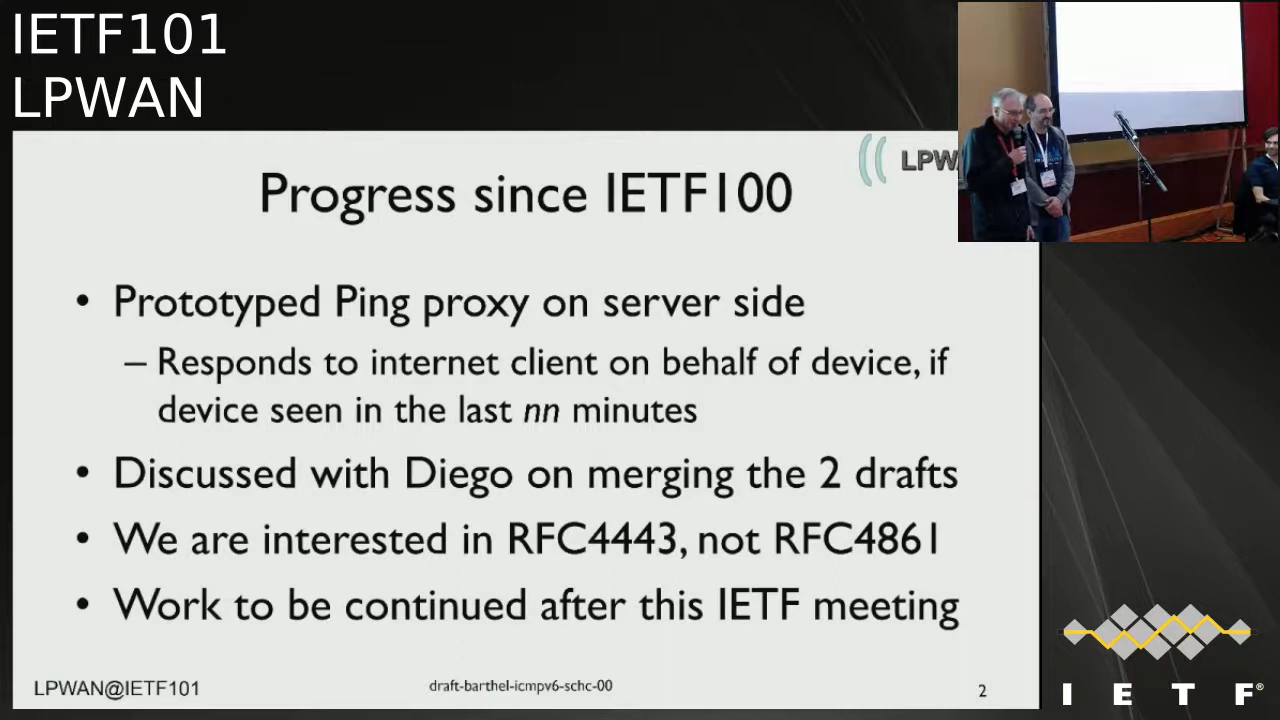 IETF101
LPWAN
LPWA
Progress since IETF100
• Prototyped Ping proxy on server side
– Responds to internet client on behalf of device, if
device seen in the last nn minutes
• Discussed with Diego on merging the 2 drafts
• We are interested in RFC4443, not RFC4861
• Work to be continued after this IETF meeting
LPWAN@IETF101
draft-barthel-icmpv6-schc-00
2
I E T F®